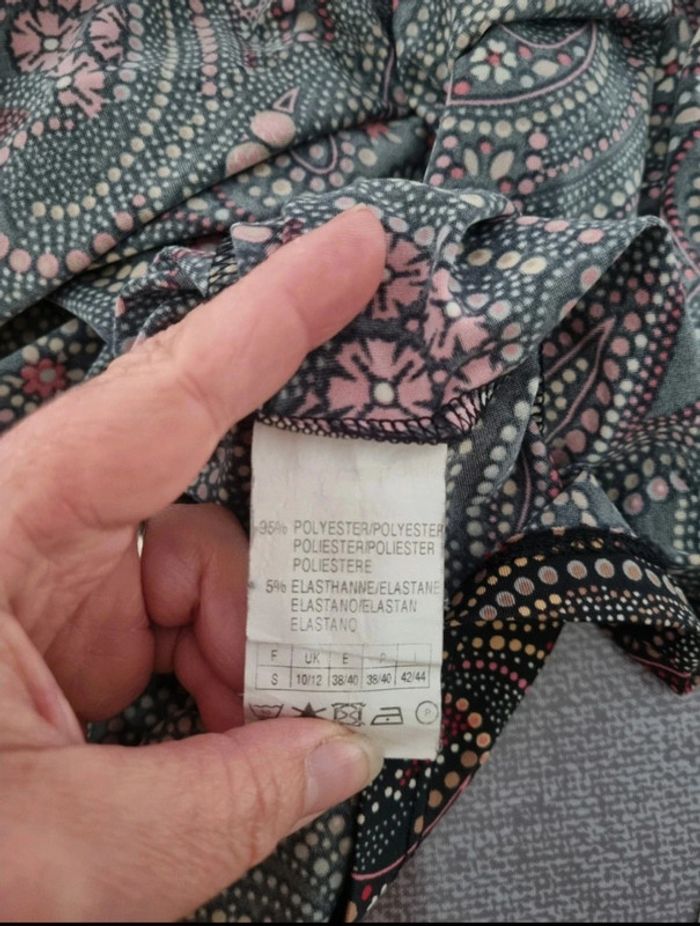 95% POLYESTER/POLYESTER
POLIESTER/POLIESTER
POLIESTERE
5% ELASTHANNE/ELASTANE
ELASTANO/ELASTAN
ELASTANO
F UK E P I
S 10/12 38/40 38/40 42/44
P